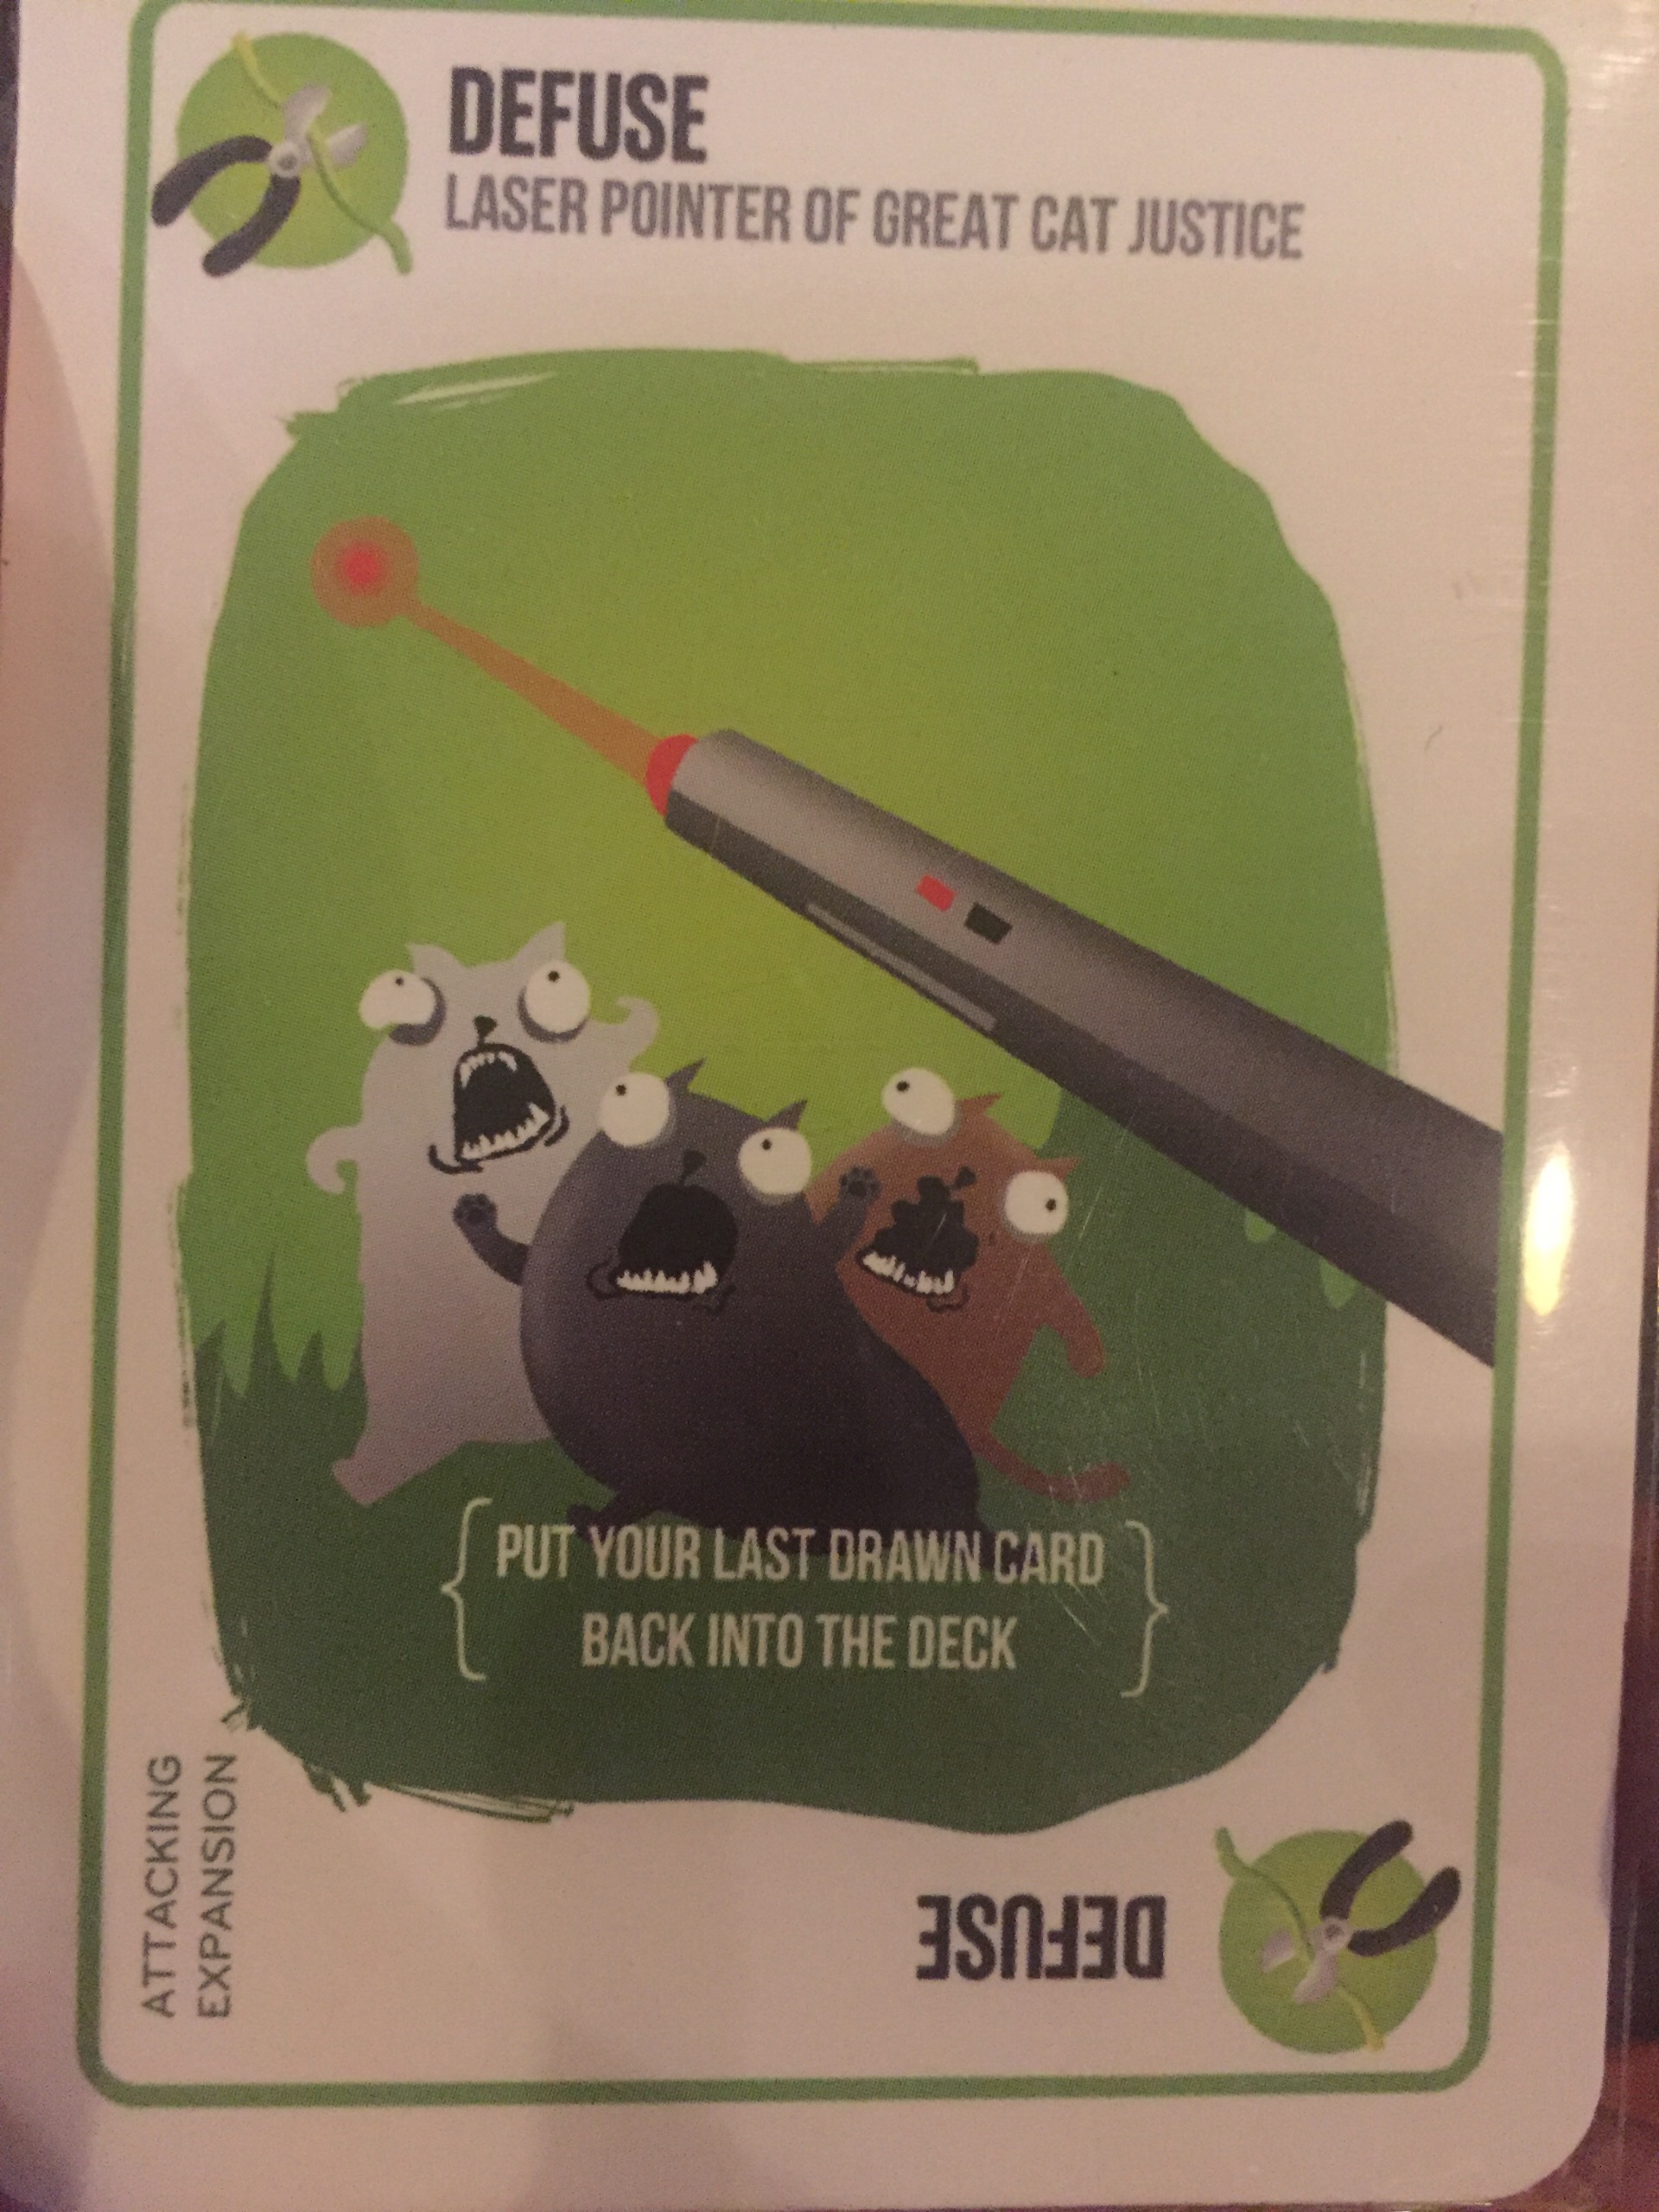 DEFUSE
LASER POINTER OF GREAT CAT JUSTICE
PUT YOUR LAST DRAWN CARD
BACK INTO THE DECK
ATTACKING
EXPANSION
DEFUSE